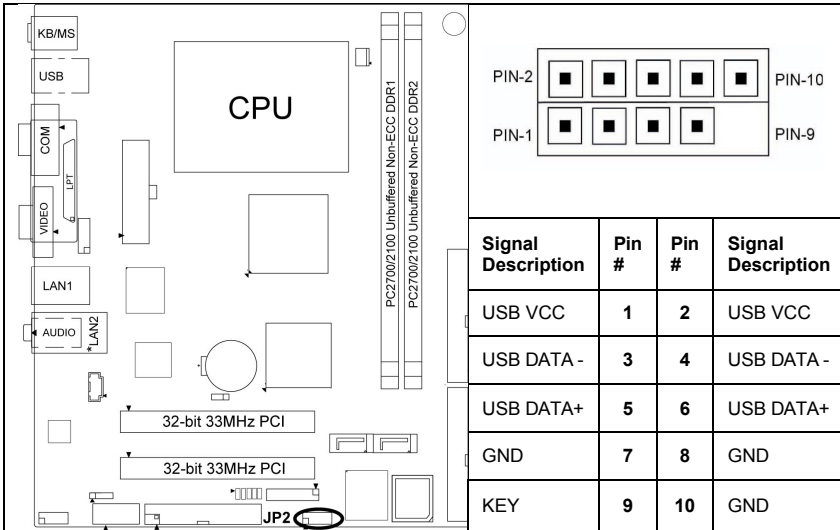 KB/MS
USB
COM
LPT
VIDEO
LAN1
AUDIO
*LAN2
CPU
PC2700/2100 Unbuffered Non-ECC DDR1
PC2700/2100 Unbuffered Non-ECC DDR2
32-bit 33MHz PCI
32-bit 33MHz PCI
JP2
PIN-2
PIN-10
PIN-1
PIN-9
Signal Description Pin # Pin # Signal Description
USB VCC 1 2 USB VCC
USB DATA - 3 4 USB DATA -
USB DATA+ 5 6 USB DATA+
GND 7 8 GND
KEY 9 10 GND